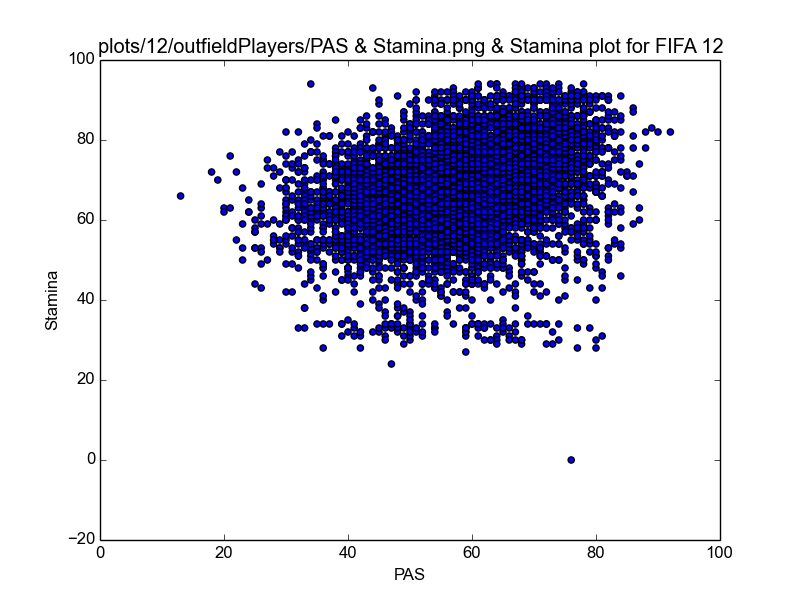 plots/12/outfieldPlayers/PAS & Stamina.png & Stamina plot for FIFA 12
100
80
60
40
20
0
−20
Stamina
0 20 40 60 80 100
PAS